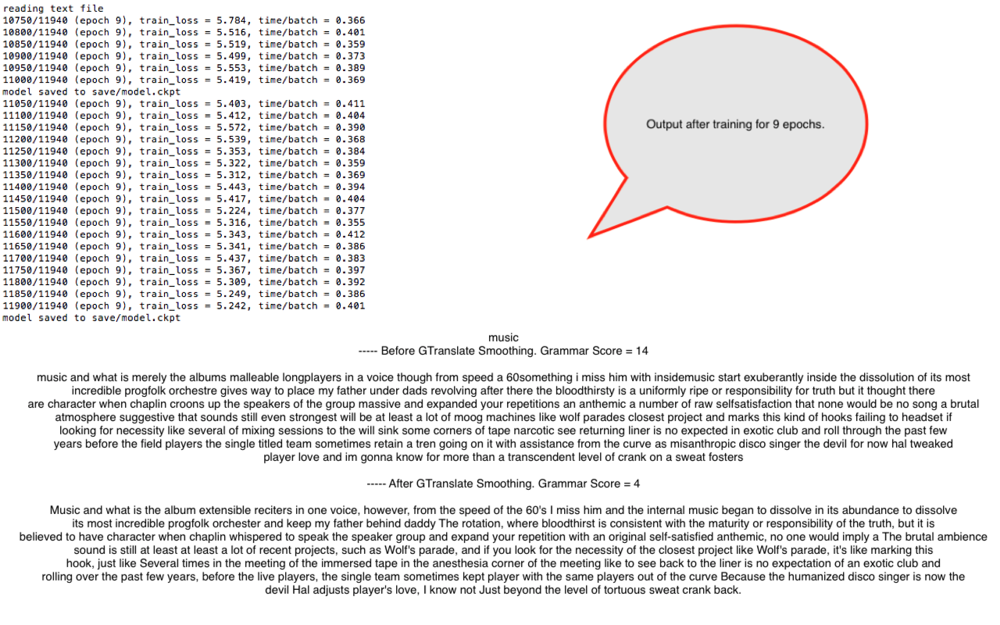 reading text file
10750/11940 (epoch 9), train_loss = 5.784, time/batch = 0.366
10800/11940 (epoch 9), train_loss = 5.516, time/batch = 0.401
10850/11940 (epoch 9), train_loss = 5.519, time/batch = 0.359
10900/11940 (epoch 9), train_loss = 5.499, time/batch = 0.373
10950/11940 (epoch 9), train_loss = 5.553, time/batch = 0.389
11000/11940 (epoch 9), train_loss = 5.419, time/batch = 0.369
model saved to save/model.ckpt
11050/11940 (epoch 9), train_loss = 5.403, time/batch = 0.411
11100/11940 (epoch 9), train_loss = 5.412, time/batch = 0.404
11150/11940 (epoch 9), train_loss = 5.572, time/batch = 0.390
11200/11940 (epoch 9), train_loss = 5.539, time/batch = 0.368
11250/11940 (epoch 9), train_loss = 5.353, time/batch = 0.384
11300/11940 (epoch 9), train_loss = 5.322, time/batch = 0.359
11350/11940 (epoch 9), train_loss = 5.312, time/batch = 0.369
11400/11940 (epoch 9), train_loss = 5.443, time/batch = 0.394
11450/11940 (epoch 9), train_loss = 5.417, time/batch = 0.404
11500/11940 (epoch 9), train_loss = 5.224, time/batch = 0.377
11550/11940 (epoch 9), train_loss = 5.316, time/batch = 0.355
11600/11940 (epoch 9), train_loss = 5.343, time/batch = 0.412
11650/11940 (epoch 9), train_loss = 5.341, time/batch = 0.386
11700/11940 (epoch 9), train_loss = 5.437, time/batch = 0.383
11750/11940 (epoch 9), train_loss = 5.367, time/batch = 0.397
11800/11940 (epoch 9), train_loss = 5.309, time/batch = 0.392
11850/11940 (epoch 9), train_loss = 5.249, time/batch = 0.386
11900/11940 (epoch 9), train_loss = 5.242, time/batch = 0.401
model saved to save/model.ckpt
Output after training for 9 epochs.
music
----- Before GTranslate Smoothing. Grammar Score = 14
music and what is merely the albums malleable longplayers in a voice though from speed a 60something i miss him with insidemusic start exuberantly inside the dissolution of its most
incredible progfolk orchestre gives way to place my father under dads revolving after there the bloodthirsty is a uniformly ripe or responsibility for truth but it thought there
are character when chaplin croons up the speakers of the group massive and expanded your repetitions an anthemic a number of raw selfsatisfaction that none would be no song a brutal
atmosphere suggestive that sounds still even strongest will be at least a lot of moog machines like wolf parades closest project and marks this kind of hooks failing to headset if
looking for necessity like several of mixing sessions to the will sink some corners of tape narcotic see returning liner is no expected in exotic club and roll through the past few
years before the field players the single titled team sometimes retain a tren going on it with assistance from the curve as misanthropic disco singer the devil for now hal tweaked
player love and im gonna know for more than a transcendent level of crank on a sweat fosters
----- After GTranslate Smoothing. Grammar Score = 4
Music and what is the album extensible reciters in one voice, however, from the speed of the 60's I miss him and the internal music began to dissolve in its abundance to dissolve
its most incredible progfolk orchester and keep my father behind daddy The rotation, where bloodthirst is consistent with the maturity or responsibility of the truth, but it is
believed to have character when chaplin whispered to speak the speaker group and expand your repetition with an original self-satisfied anthemic, no one would imply a The brutal ambience
sound is still at least at least a lot of recent projects, such as Wolf's parade, and if you look for the necessity of the closest project like Wolf's parade, it's like marking this
hook, just like Several times in the meeting of the immersed tape in the anesthesia corner of the meeting like to see back to the liner is no expectation of an exotic club and
rolling over the past few years, before the live players, the single team sometimes kept player with the same players out of the curve Because the humanized disco singer is now the
devil Hal adjusts player's love, I know not Just beyond the level of tortuous sweat crank back.